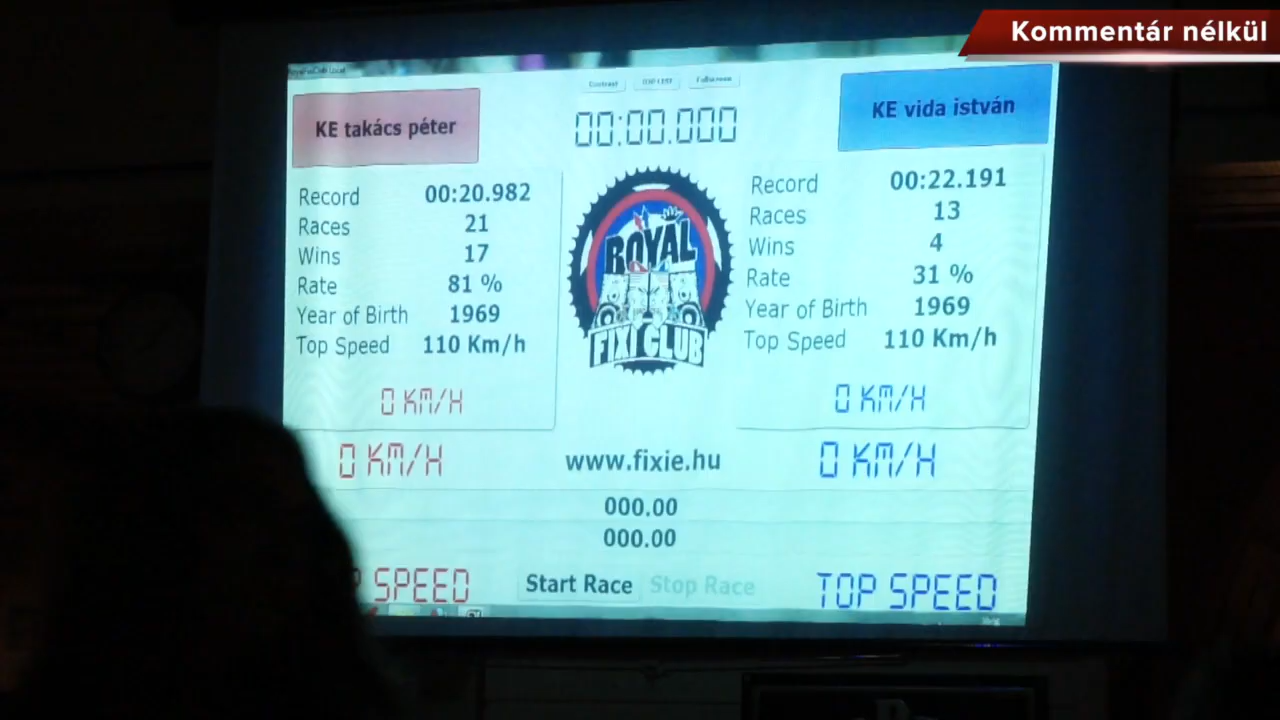 Kommentár nélkül
Contrast
Fullscreen
KE takács péter
00:00.000
KE vida istván
Record 00:20.982
Races 21
Wins 17
Rate 81 %
Year of Birth 1969
Top Speed 110 Km/h
0 KM/H
ROYAL
FIXI CLUB
Record 00:22.191
Races 13
Wins 4
Rate 31 %
Year of Birth 1969
Top Speed 110 Km/h
0 KM/H
0 KM/H
www.fixie.hu
0 KM/H
000.00
000.00
SPEED
Start Race
Stop Race
TOP SPEED